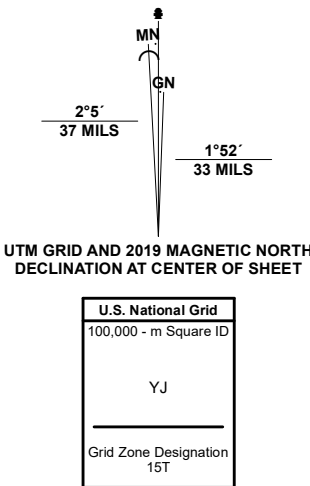 MN
GN
2°5´
37 MILS
1°52´
33 MILS
UTM GRID AND 2019 MAGNETIC NORTH
DECLINATION AT CENTER OF SHEET
U.S. National Grid
100,000 - m Square ID
YJ
Grid Zone Designation
15T